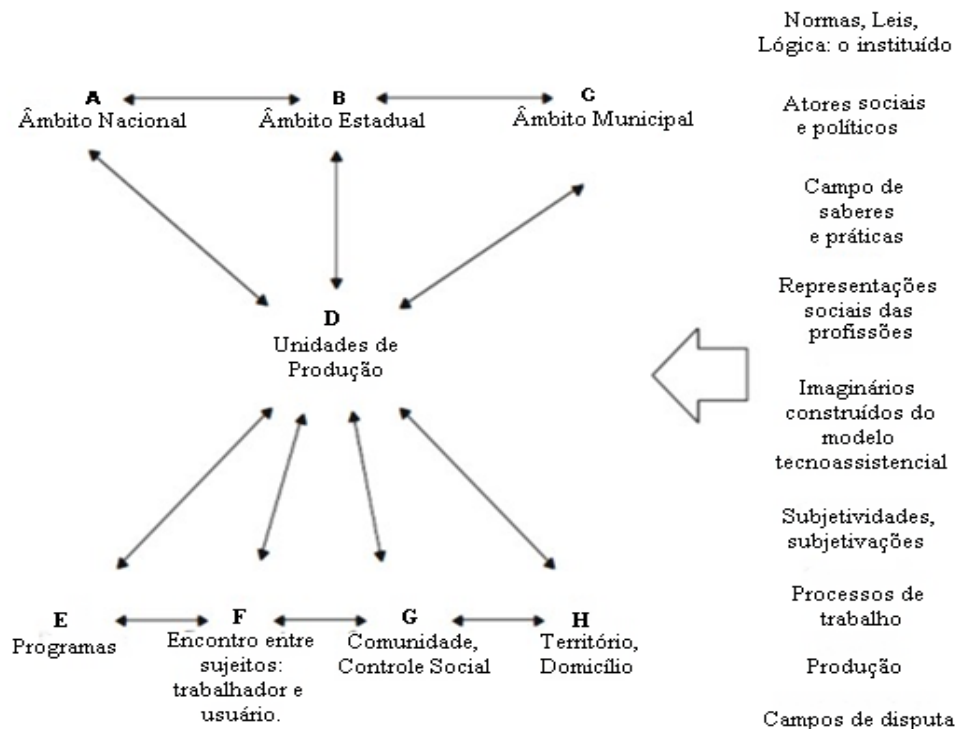 A
Âmbito Nacional
B
Âmbito Estadual
C
Âmbito Municipal
D
Unidades de
Produção
E
Programas
F
Encontro entre
sujeitos:
trabalhador e
usuário.
G
Comunidade,
Controle Social
H
Território,
Domicílio
Normas, Leis,
Lógica: o instituído
Atores sociais
e políticos
Campo de
saberes
e práticas
Representações
sociais das
profissões
Imaginários
construídos do
modelo
tecnoassistencial
Subjetividades,
subjetivações
Processos de
trabalho
Produção
Campos de disputa